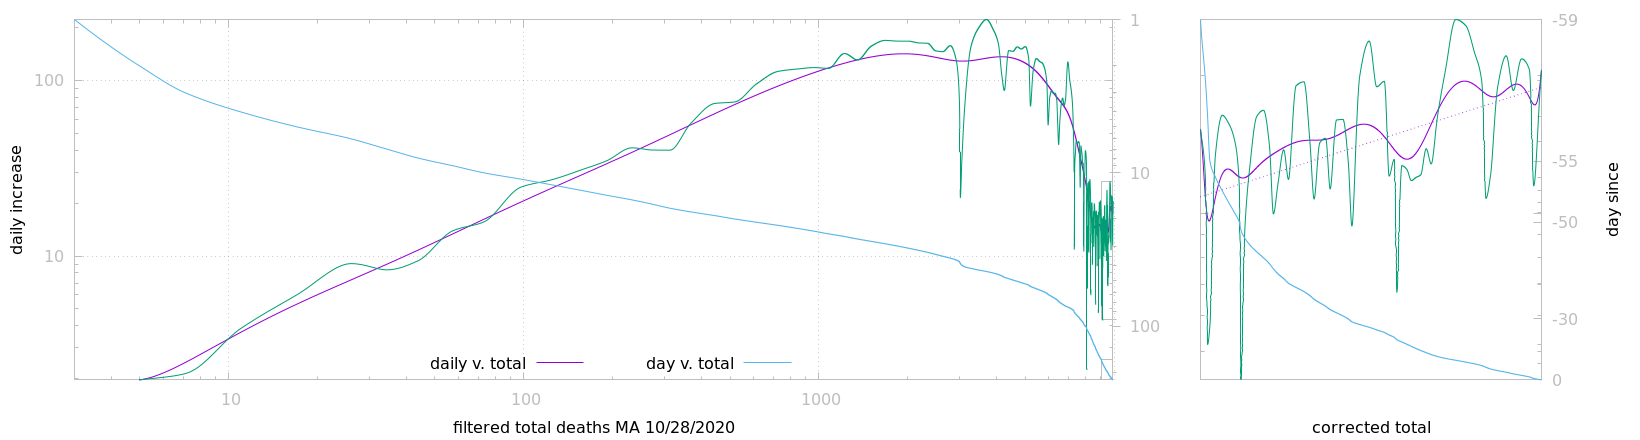 daily increase
100
10
daily v. total
day v. total
10
100
1000
filtered total deaths MA 10/28/2020
1
10
100
-59
-55
-50
-30
0
day since
corrected total